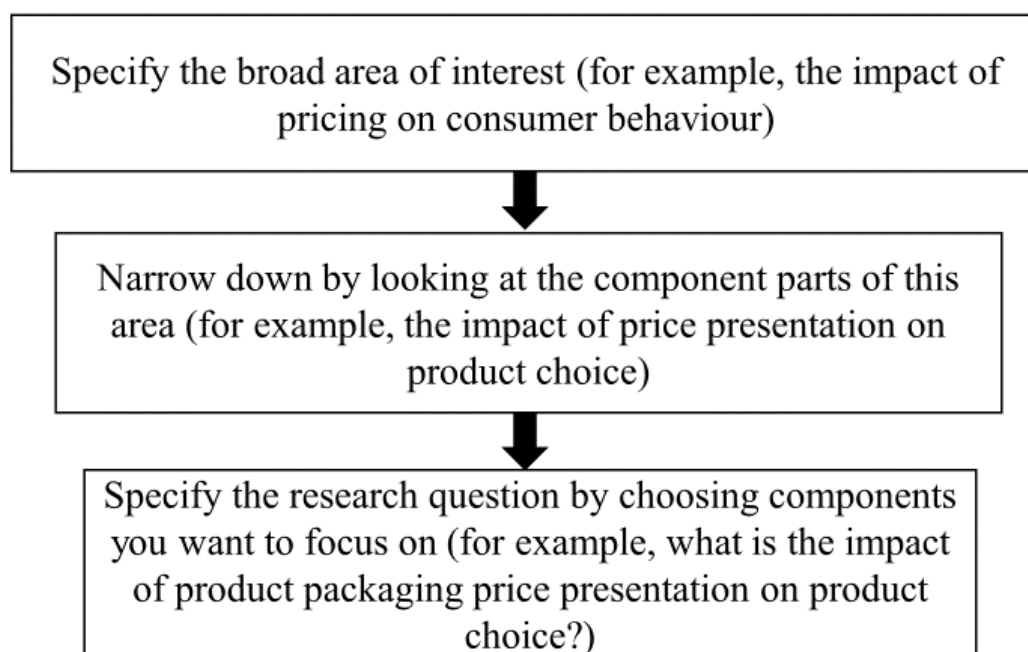 Specify the broad area of interest (for example, the impact of
pricing on consumer behaviour)
Narrow down by looking at the component parts of this
area (for example, the impact of price presentation on
product choice)
Specify the research question by choosing components
you want to focus on (for example, what is the impact
of product packaging price presentation on product
choice?)